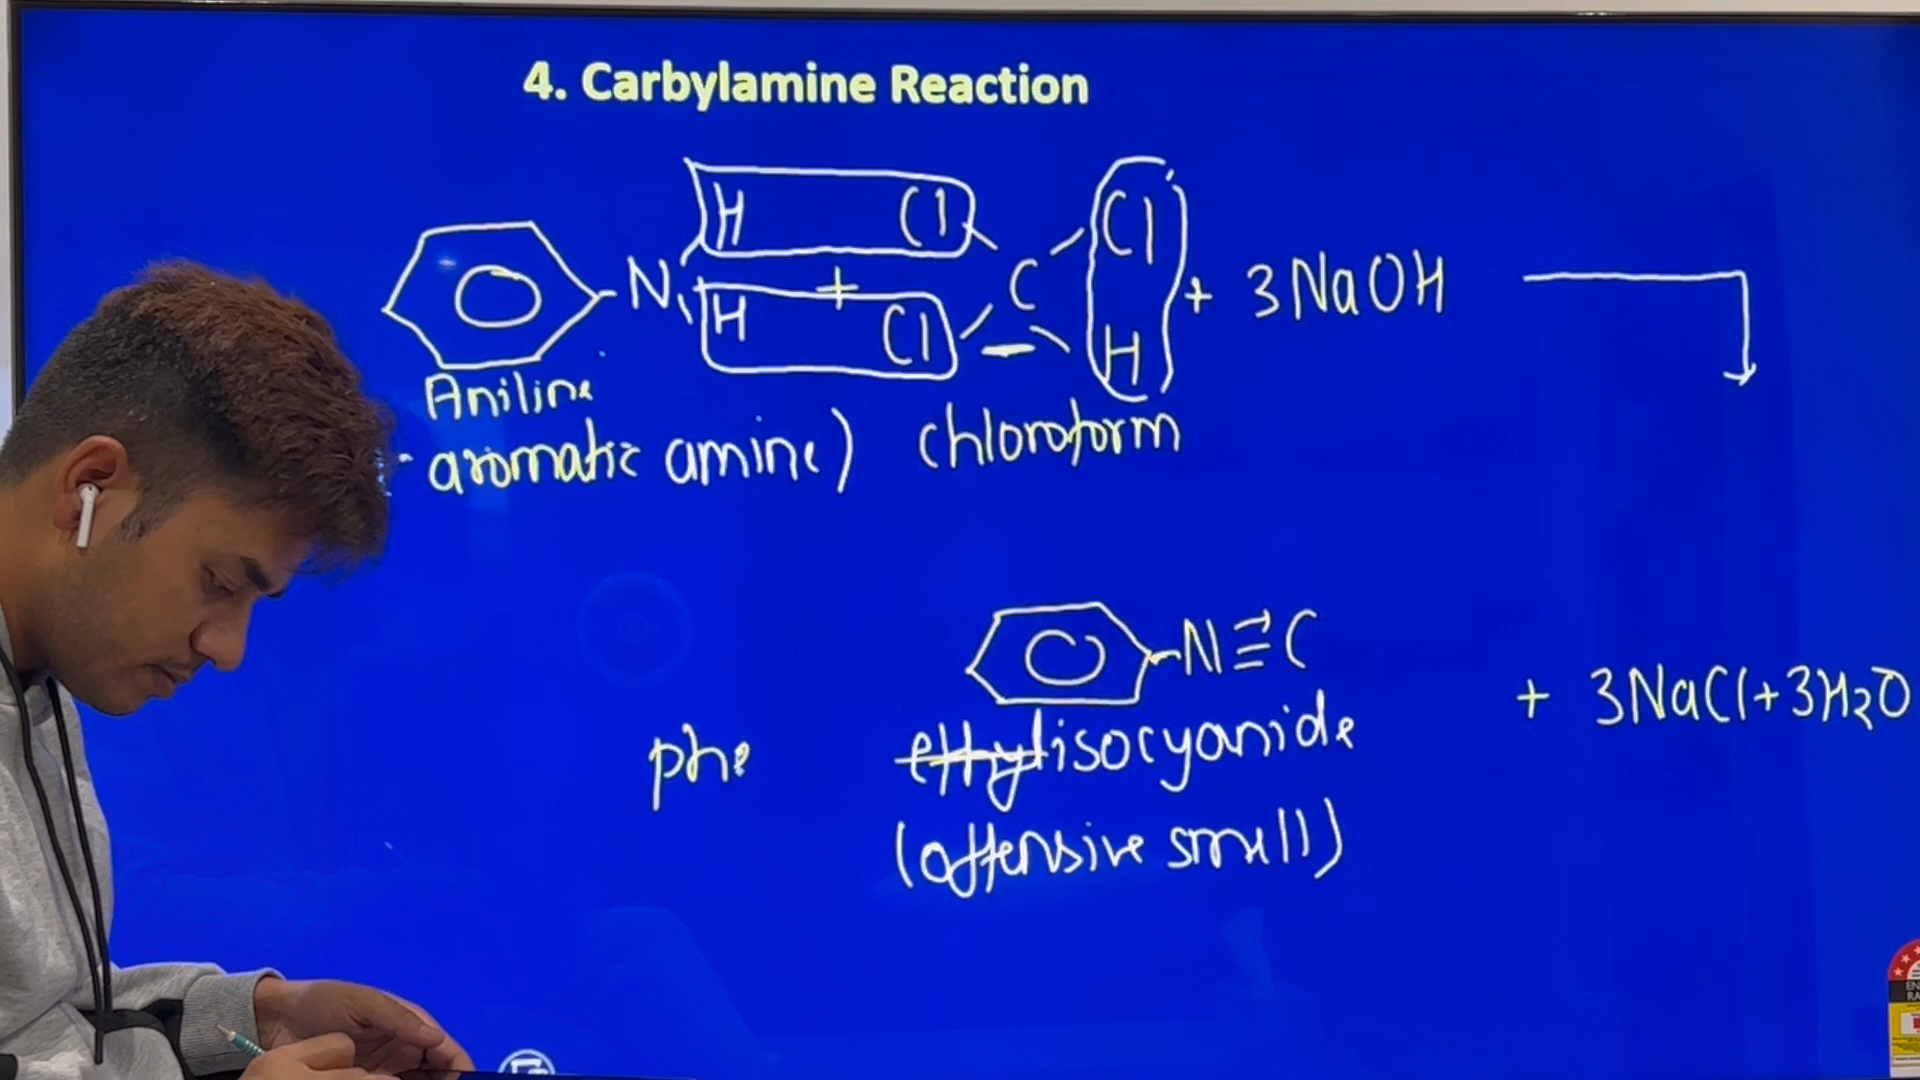 4. Carbylamine Reaction
H Cl Cl
N + C + 3NaOH
H Cl H
Aniline
aromatic amine) chloroform
-N≡C
+ 3NaCl+3H2O
phe ethylisocyanide
(offensive smell)